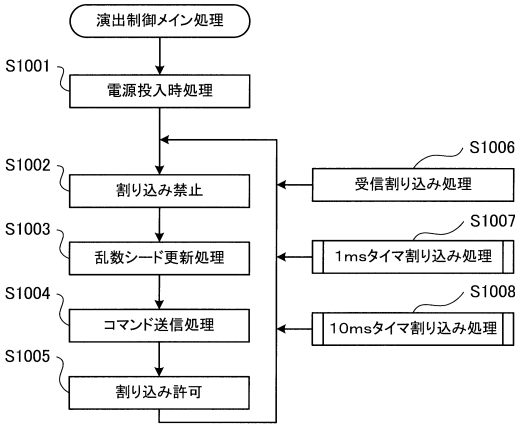 演出制御メイン処理
S1001
電源投入時処理
S1002
割り込み禁止
S1003
乱数シード更新処理
S1004
コマンド送信処理
S1005
割り込み許可
S1006
受信割り込み処理
S1007
1msタイマ割り込み処理
S1008
10msタイマ割り込み処理